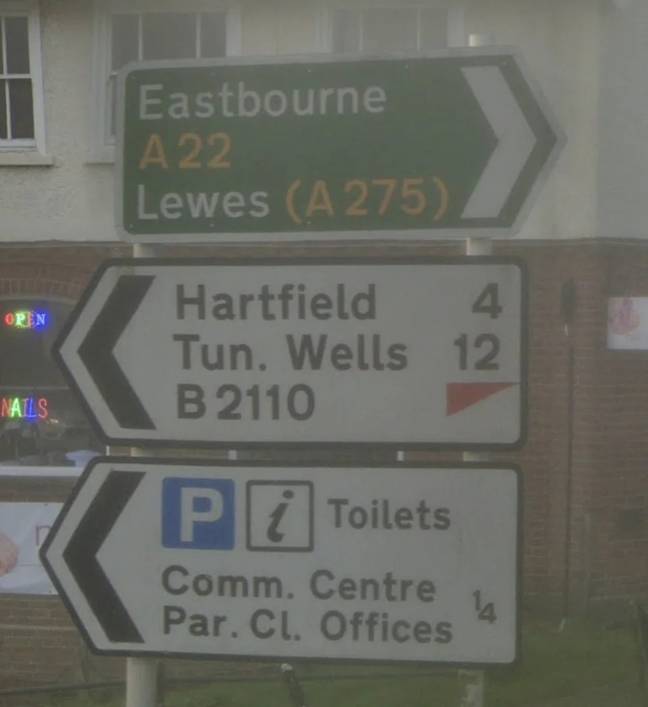 Eastbourne
A22
Lewes (A275)
Hartfield 4
Tun. Wells 12
B2110
OPEN
NAILS
P i Toilets
Comm. Centre 1/4
Par. Cl. Offices